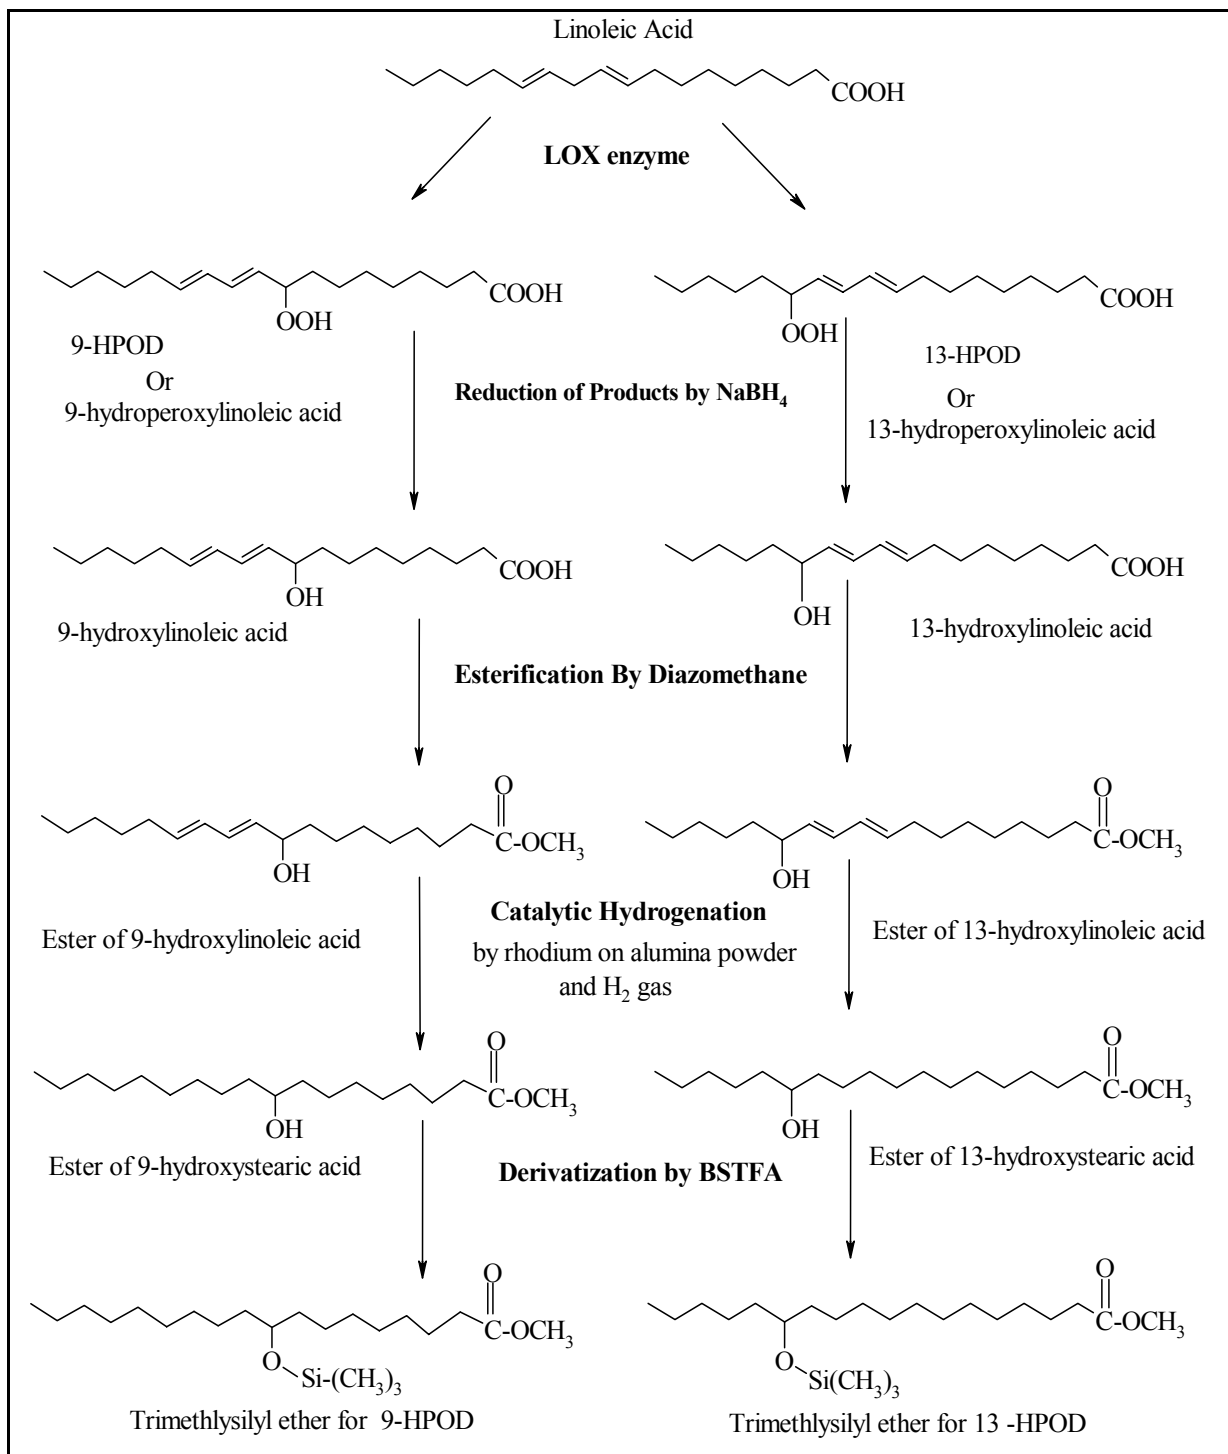 Linoleic Acid
COOH
LOX enzyme
COOH
OOH
COOH
OOH
9-HPOD
Or
9-hydroperoxylinoleic acid
13-HPOD
Or
13-hydroperoxylinoleic acid
Reduction of Products by NaBH4
COOH
OH
COOH
OH
9-hydroxylinoleic acid
13-hydroxylinoleic acid
Esterification By Diazomethane
O
C-OCH3
OH
O
C-OCH3
OH
Catalytic Hydrogenation
by rhodium on alumina powder
and H2 gas
Ester of 9-hydroxylinoleic acid
Ester of 13-hydroxylinoleic acid
O
C-OCH3
OH
O
C-OCH3
OH
Ester of 9-hydroxystearic acid
Ester of 13-hydroxystearic acid
Derivatization by BSTFA
O
C-OCH3
O
Si-(CH3)3
O
C-OCH3
O
Si(CH3)3
Trimethlysilyl ether for 9-HPOD
Trimethlysilyl ether for 13 -HPOD